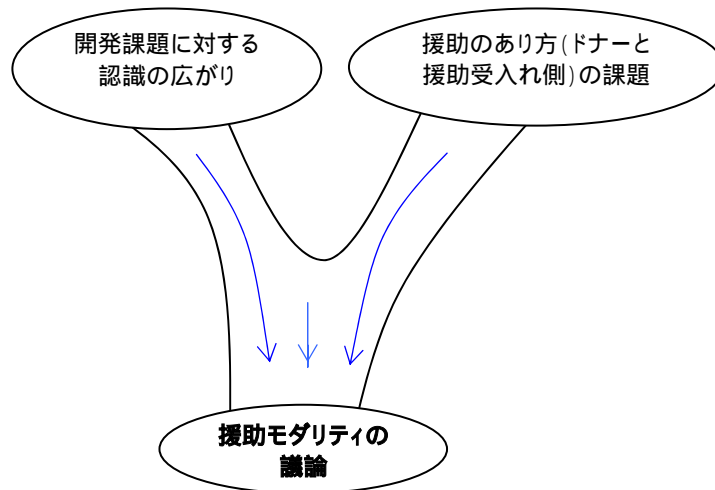 開発課題に対する
認識の広がり
援助のあり方(ドナーと
援助受入れ側)の課題
援助モダリティの
議論